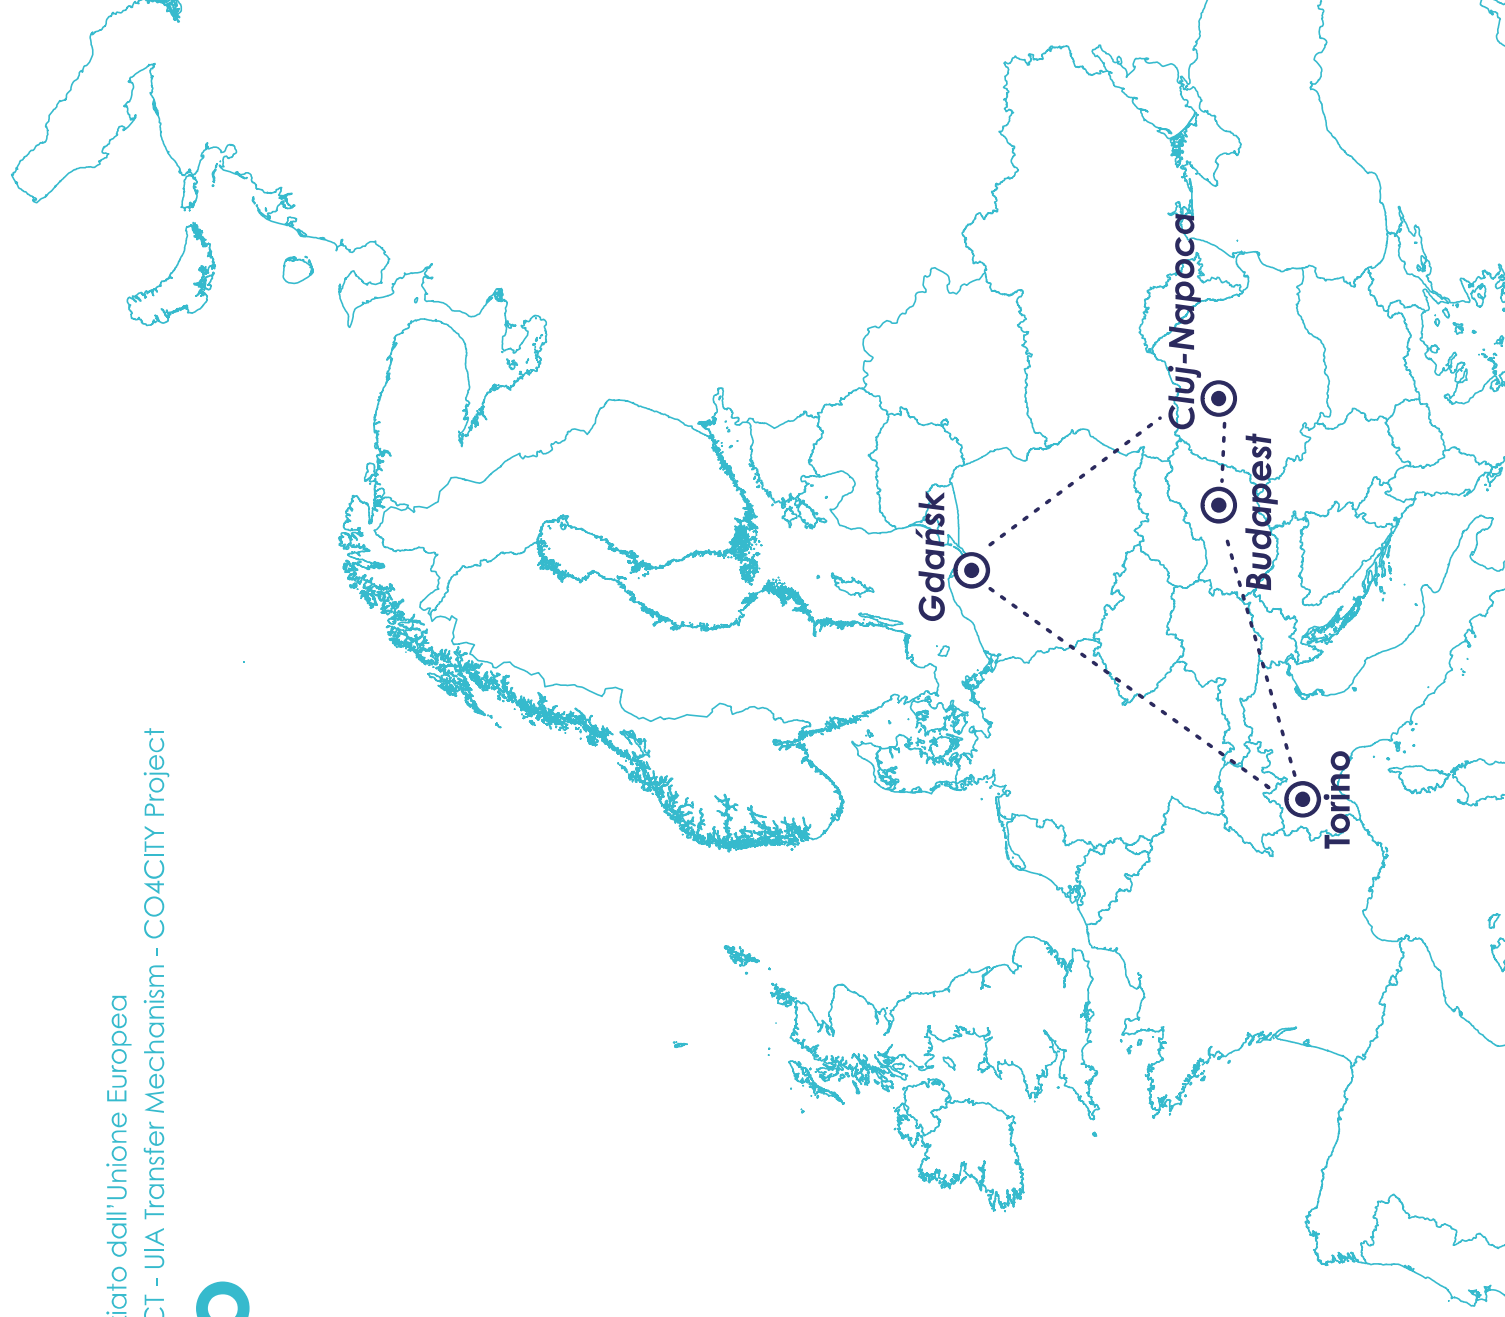 iato dall'Unione Europea
CT - UIA Transfer Mechanism - CO4CITY Project
Gdańsk
Cluj-Napoca
Budapest
Torino